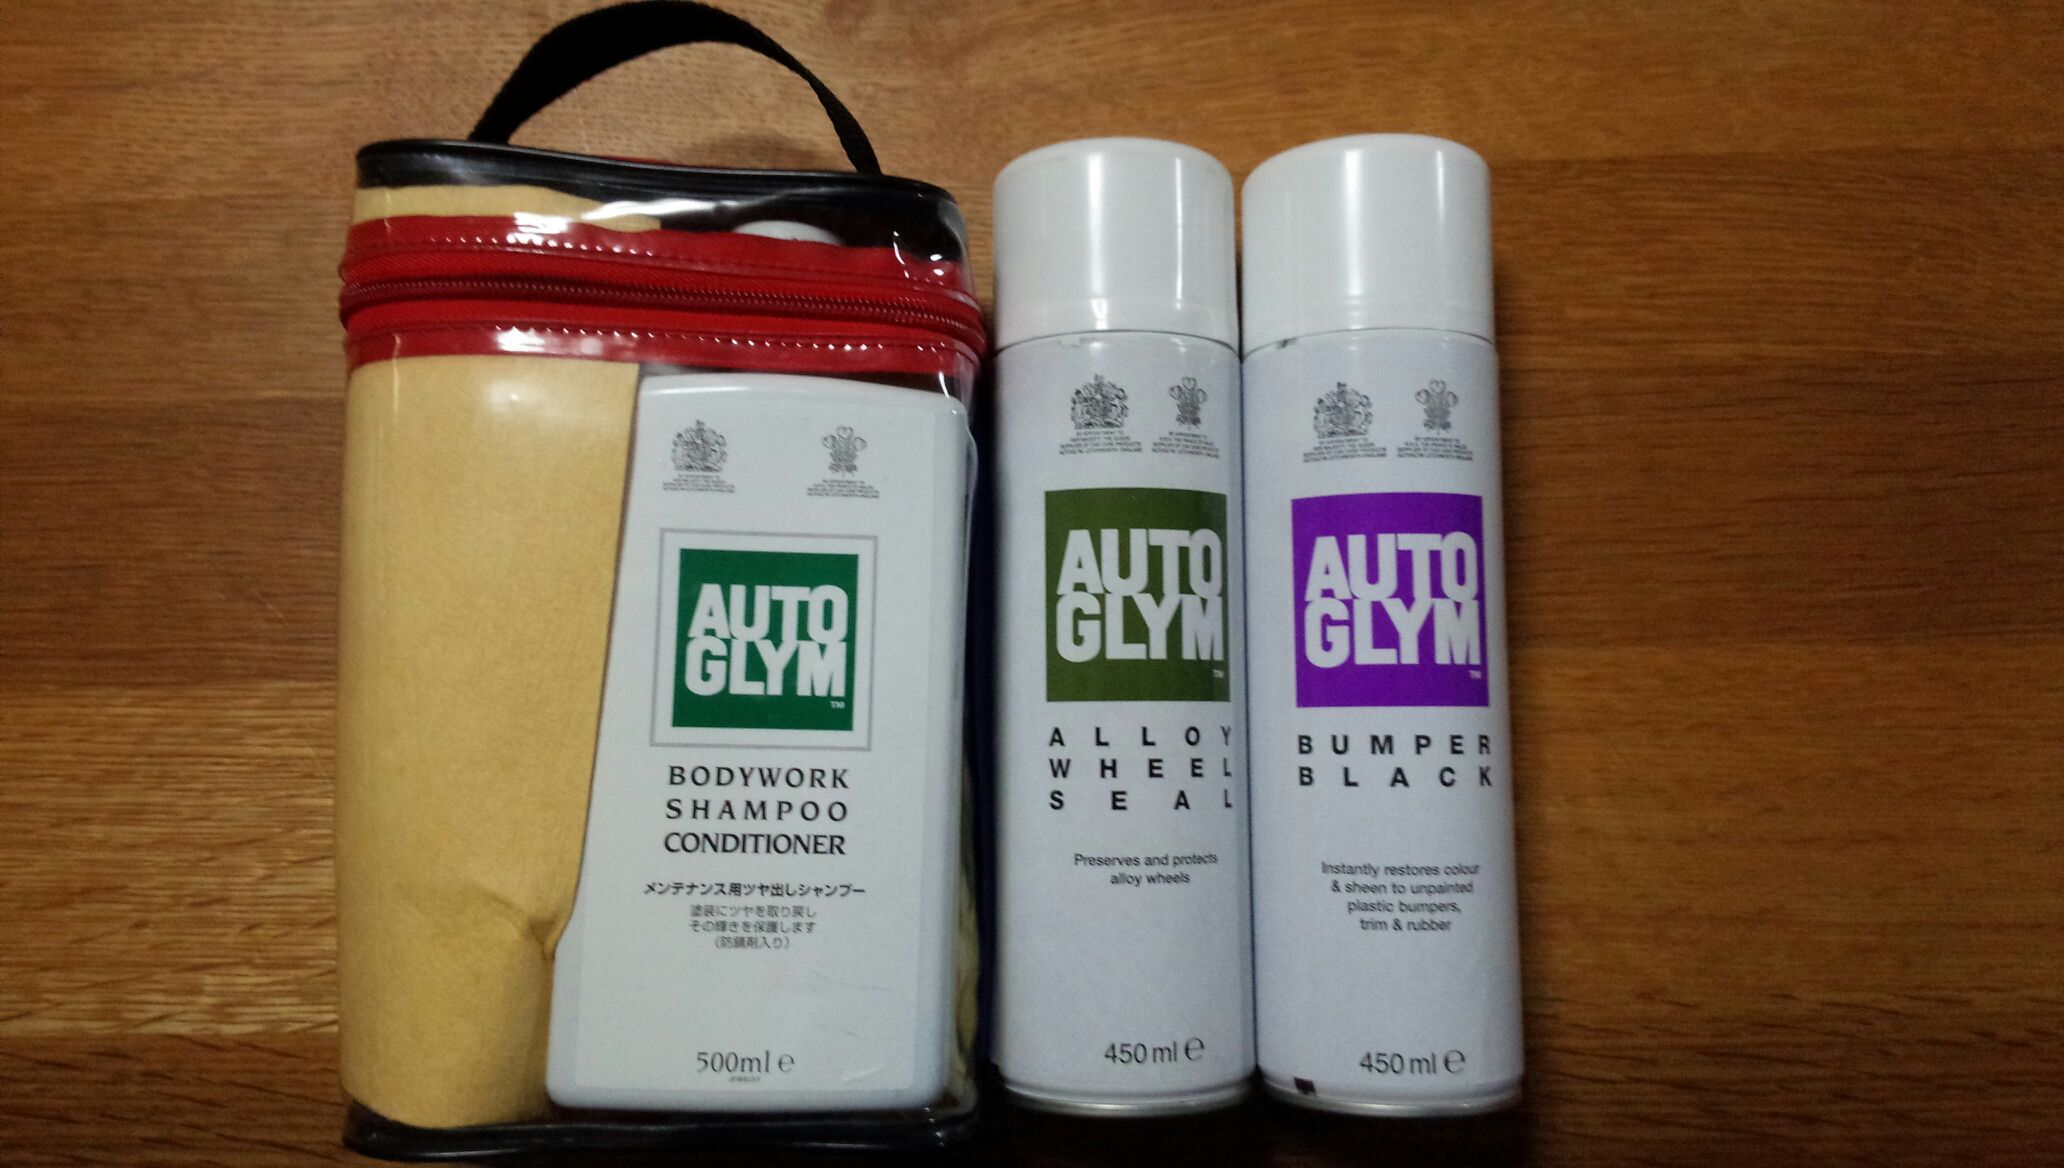 AUTO
GLYM
TM
BODYWORK
SHAMPOO
CONDITIONER
メンテナンス用ツヤ出しシャンプー
塗装にツヤを取り戻し
その輝きを保護します
(防錆剤入り)
500ml e
AUTO
GLYM
TM
ALLOY
WHEEL
SEAL
Preserves and protects
alloy wheels
450 ml e
AUTO
GLYM
TM
BUMPER
BLACK
Instantly restores colour
& sheen to unpainted
plastic bumpers,
trim & rubber
450 ml e